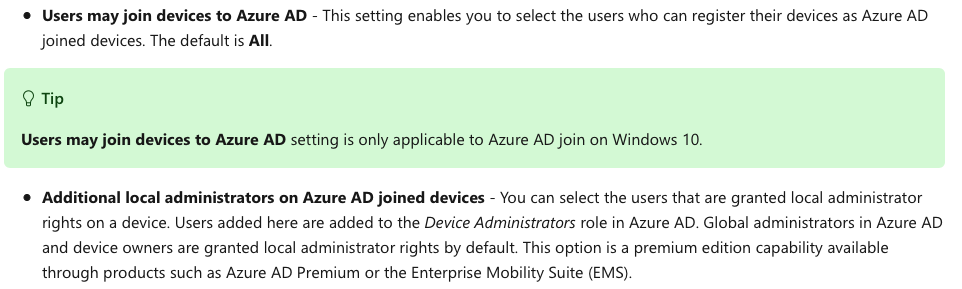 • Users may join devices to Azure AD - This setting enables you to select the users who can register their devices as Azure AD
joined devices. The default is All.
Tip
Users may join devices to Azure AD setting is only applicable to Azure AD join on Windows 10.
• Additional local administrators on Azure AD joined devices - You can select the users that are granted local administrator
rights on a device. Users added here are added to the Device Administrators role in Azure AD. Global administrators in Azure AD
and device owners are granted local administrator rights by default. This option is a premium edition capability available
through products such as Azure AD Premium or the Enterprise Mobility Suite (EMS).